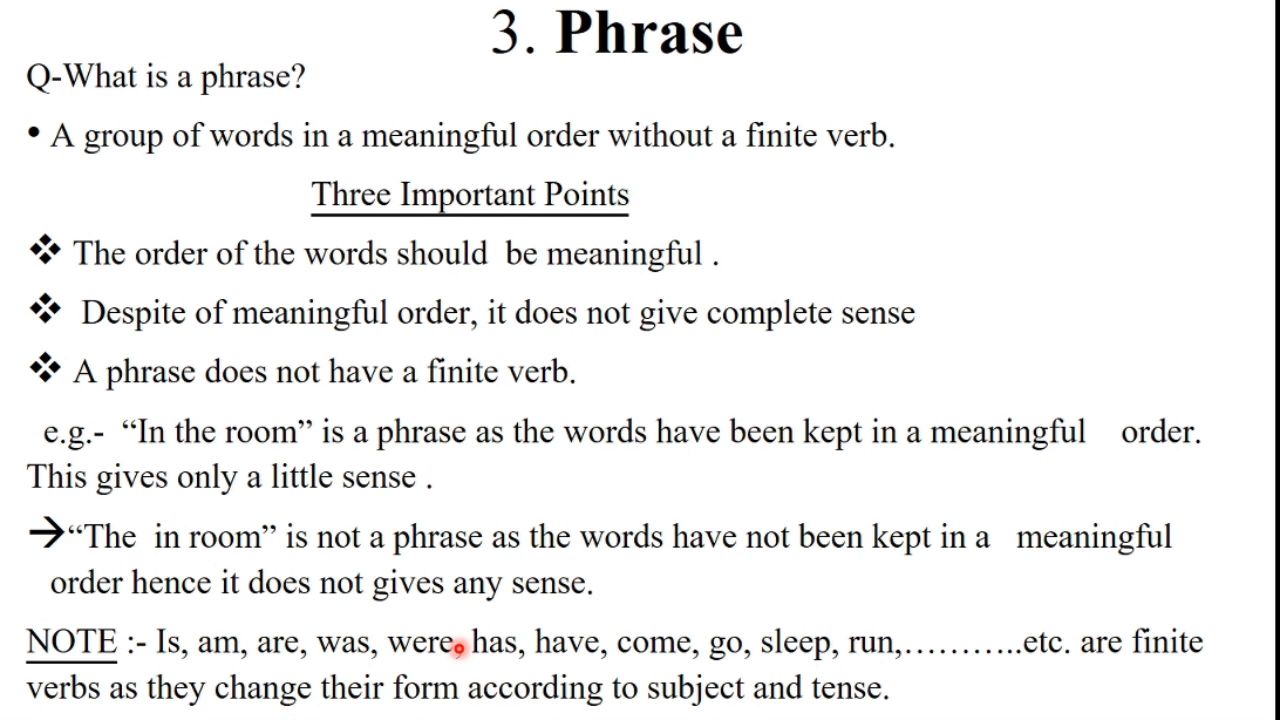 3. Phrase
Q-What is a phrase?
• A group of words in a meaningful order without a finite verb.
Three Important Points
❖ The order of the words should be meaningful .
❖ Despite of meaningful order, it does not give complete sense
❖ A phrase does not have a finite verb.
e.g.- “In the room” is a phrase as the words have been kept in a meaningful order.
This gives only a little sense .
→“The in room” is not a phrase as the words have not been kept in a meaningful
order hence it does not gives any sense.
NOTE :- Is, am, are, was, were, has, have, come, go, sleep, run,………..etc. are finite
verbs as they change their form according to subject and tense.